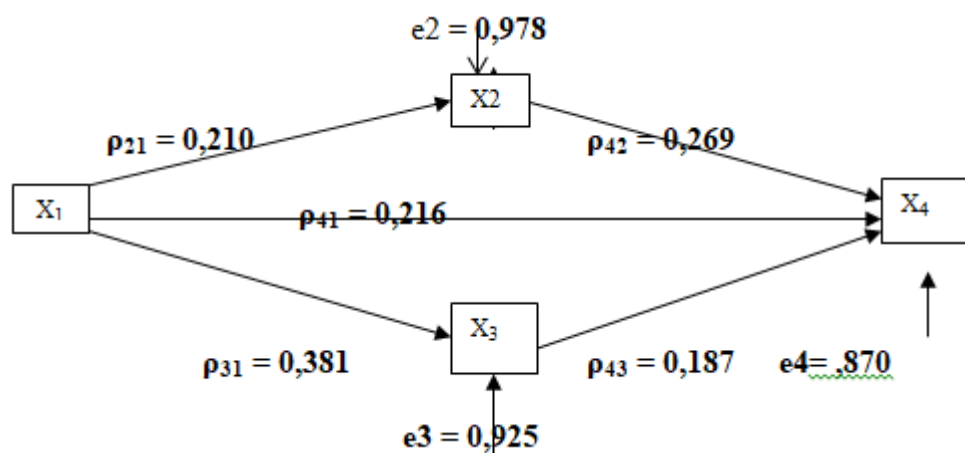 e2 = 0,978
X2
ρ₂₁ = 0,210
ρ₄₂ = 0,269
X₁
ρ₄₁ = 0,216
X₄
X₃
ρ₃₁ = 0,381
ρ₄₃ = 0,187
e4= ,870
e3 = 0,925